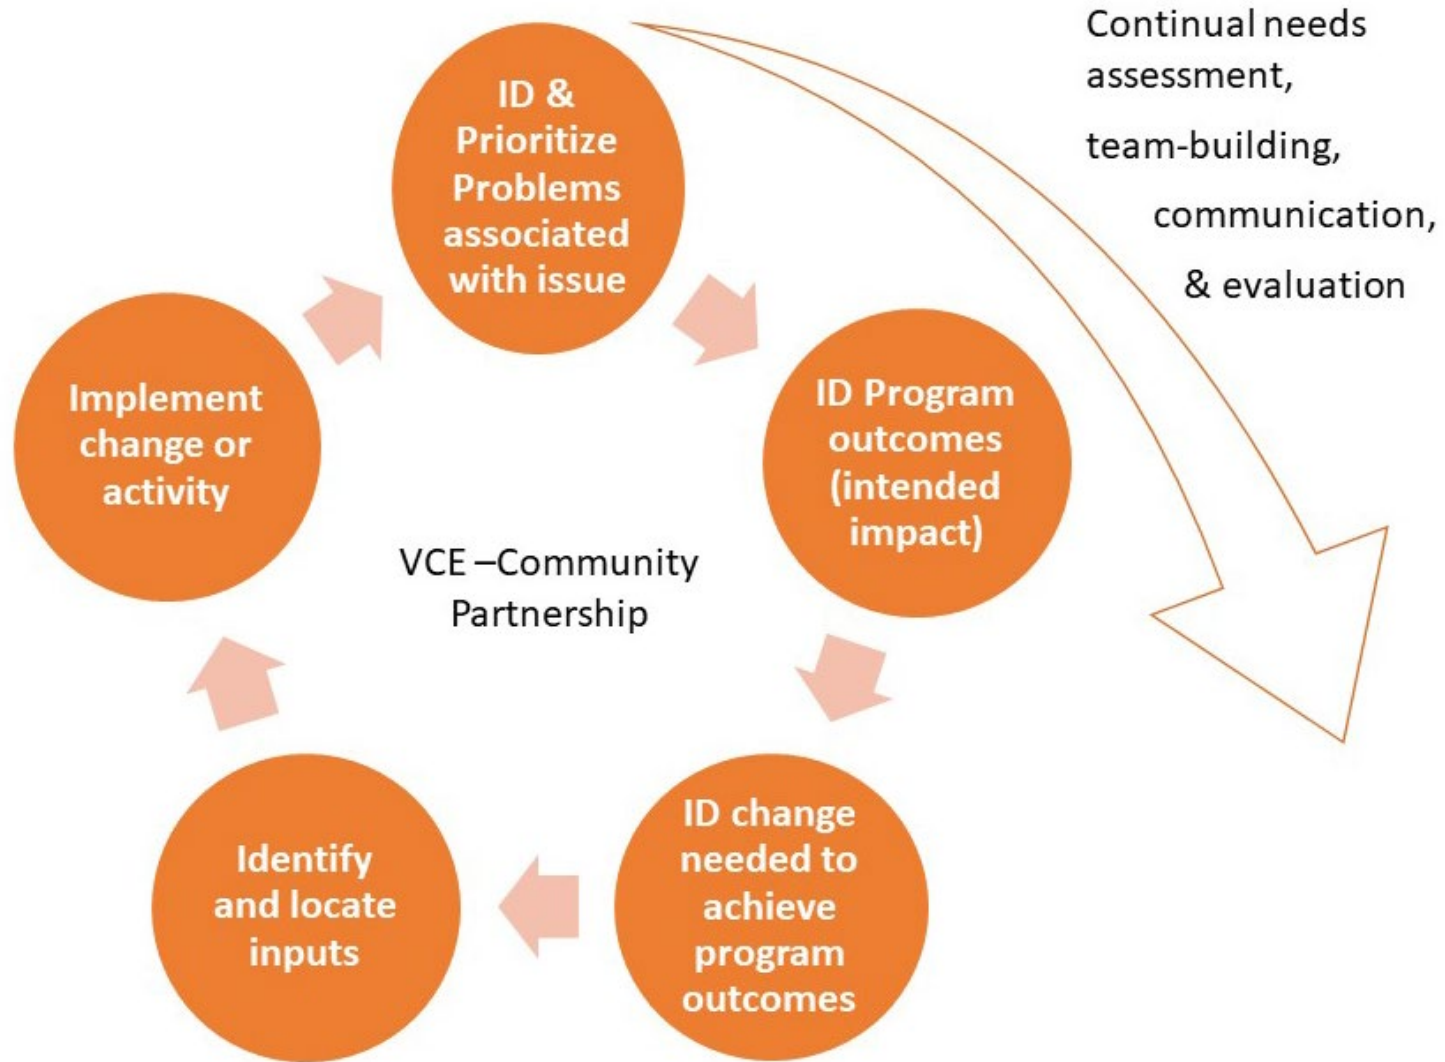 Continual needs
assessment,
team-building,
communication,
& evaluation
ID &
Prioritize
Problems
associated
with issue
ID Program
outcomes
(intended
impact)
ID change
needed to
achieve
program
outcomes
Identify
and locate
inputs
Implement
change or
activity
VCE –Community
Partnership